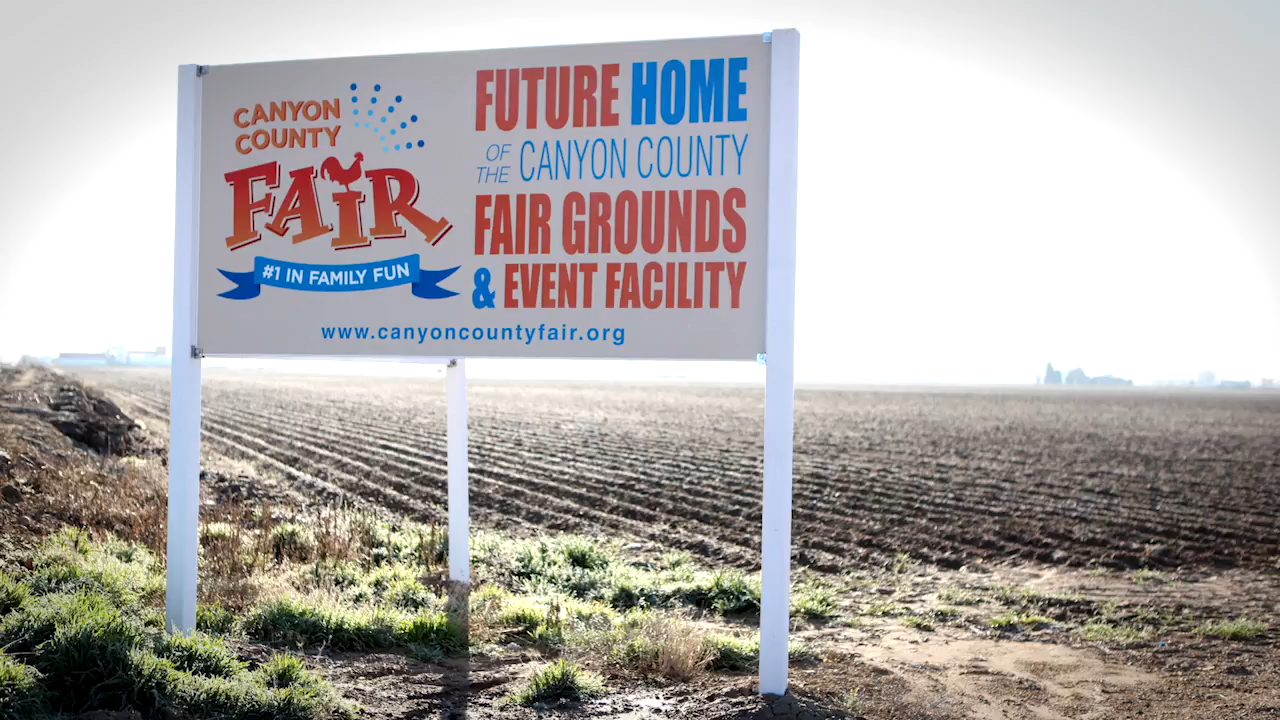 CANYON
COUNTY
FAIR
#1 IN FAMILY FUN
FUTURE HOME
OF THE CANYON COUNTY
FAIR GROUNDS
& EVENT FACILITY
www.canyoncountyfair.org